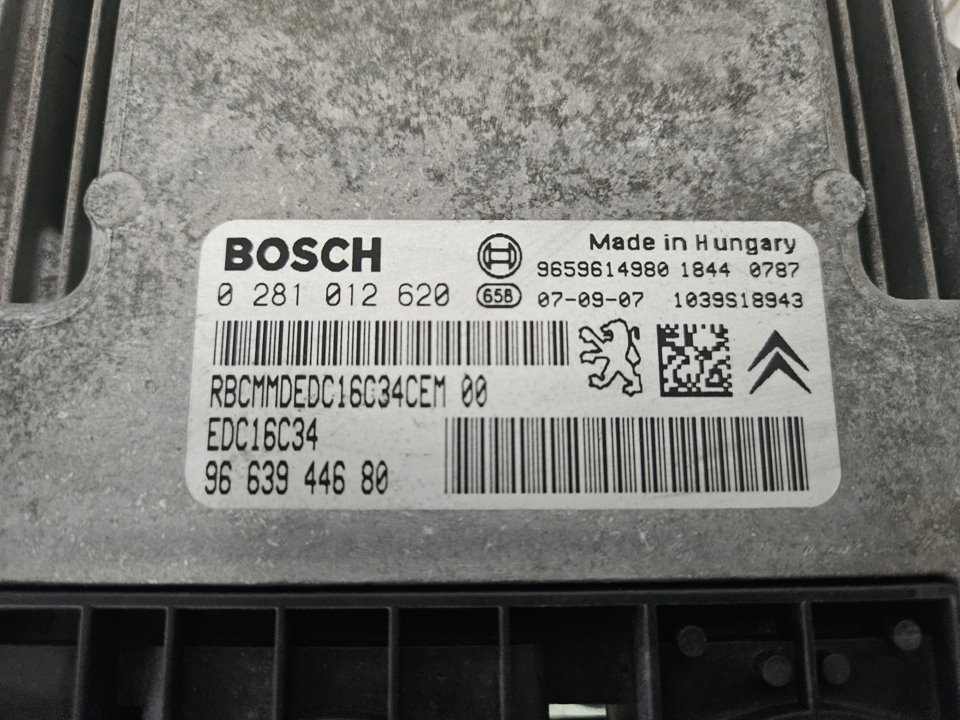 BOSCH
Made in Hungary
9659614980 1844 0787
0 281 012 620 65B 07-09-07 1039S18943
RBCMMDEDC16C34CEM 00
EDC16C34
96 639 446 80